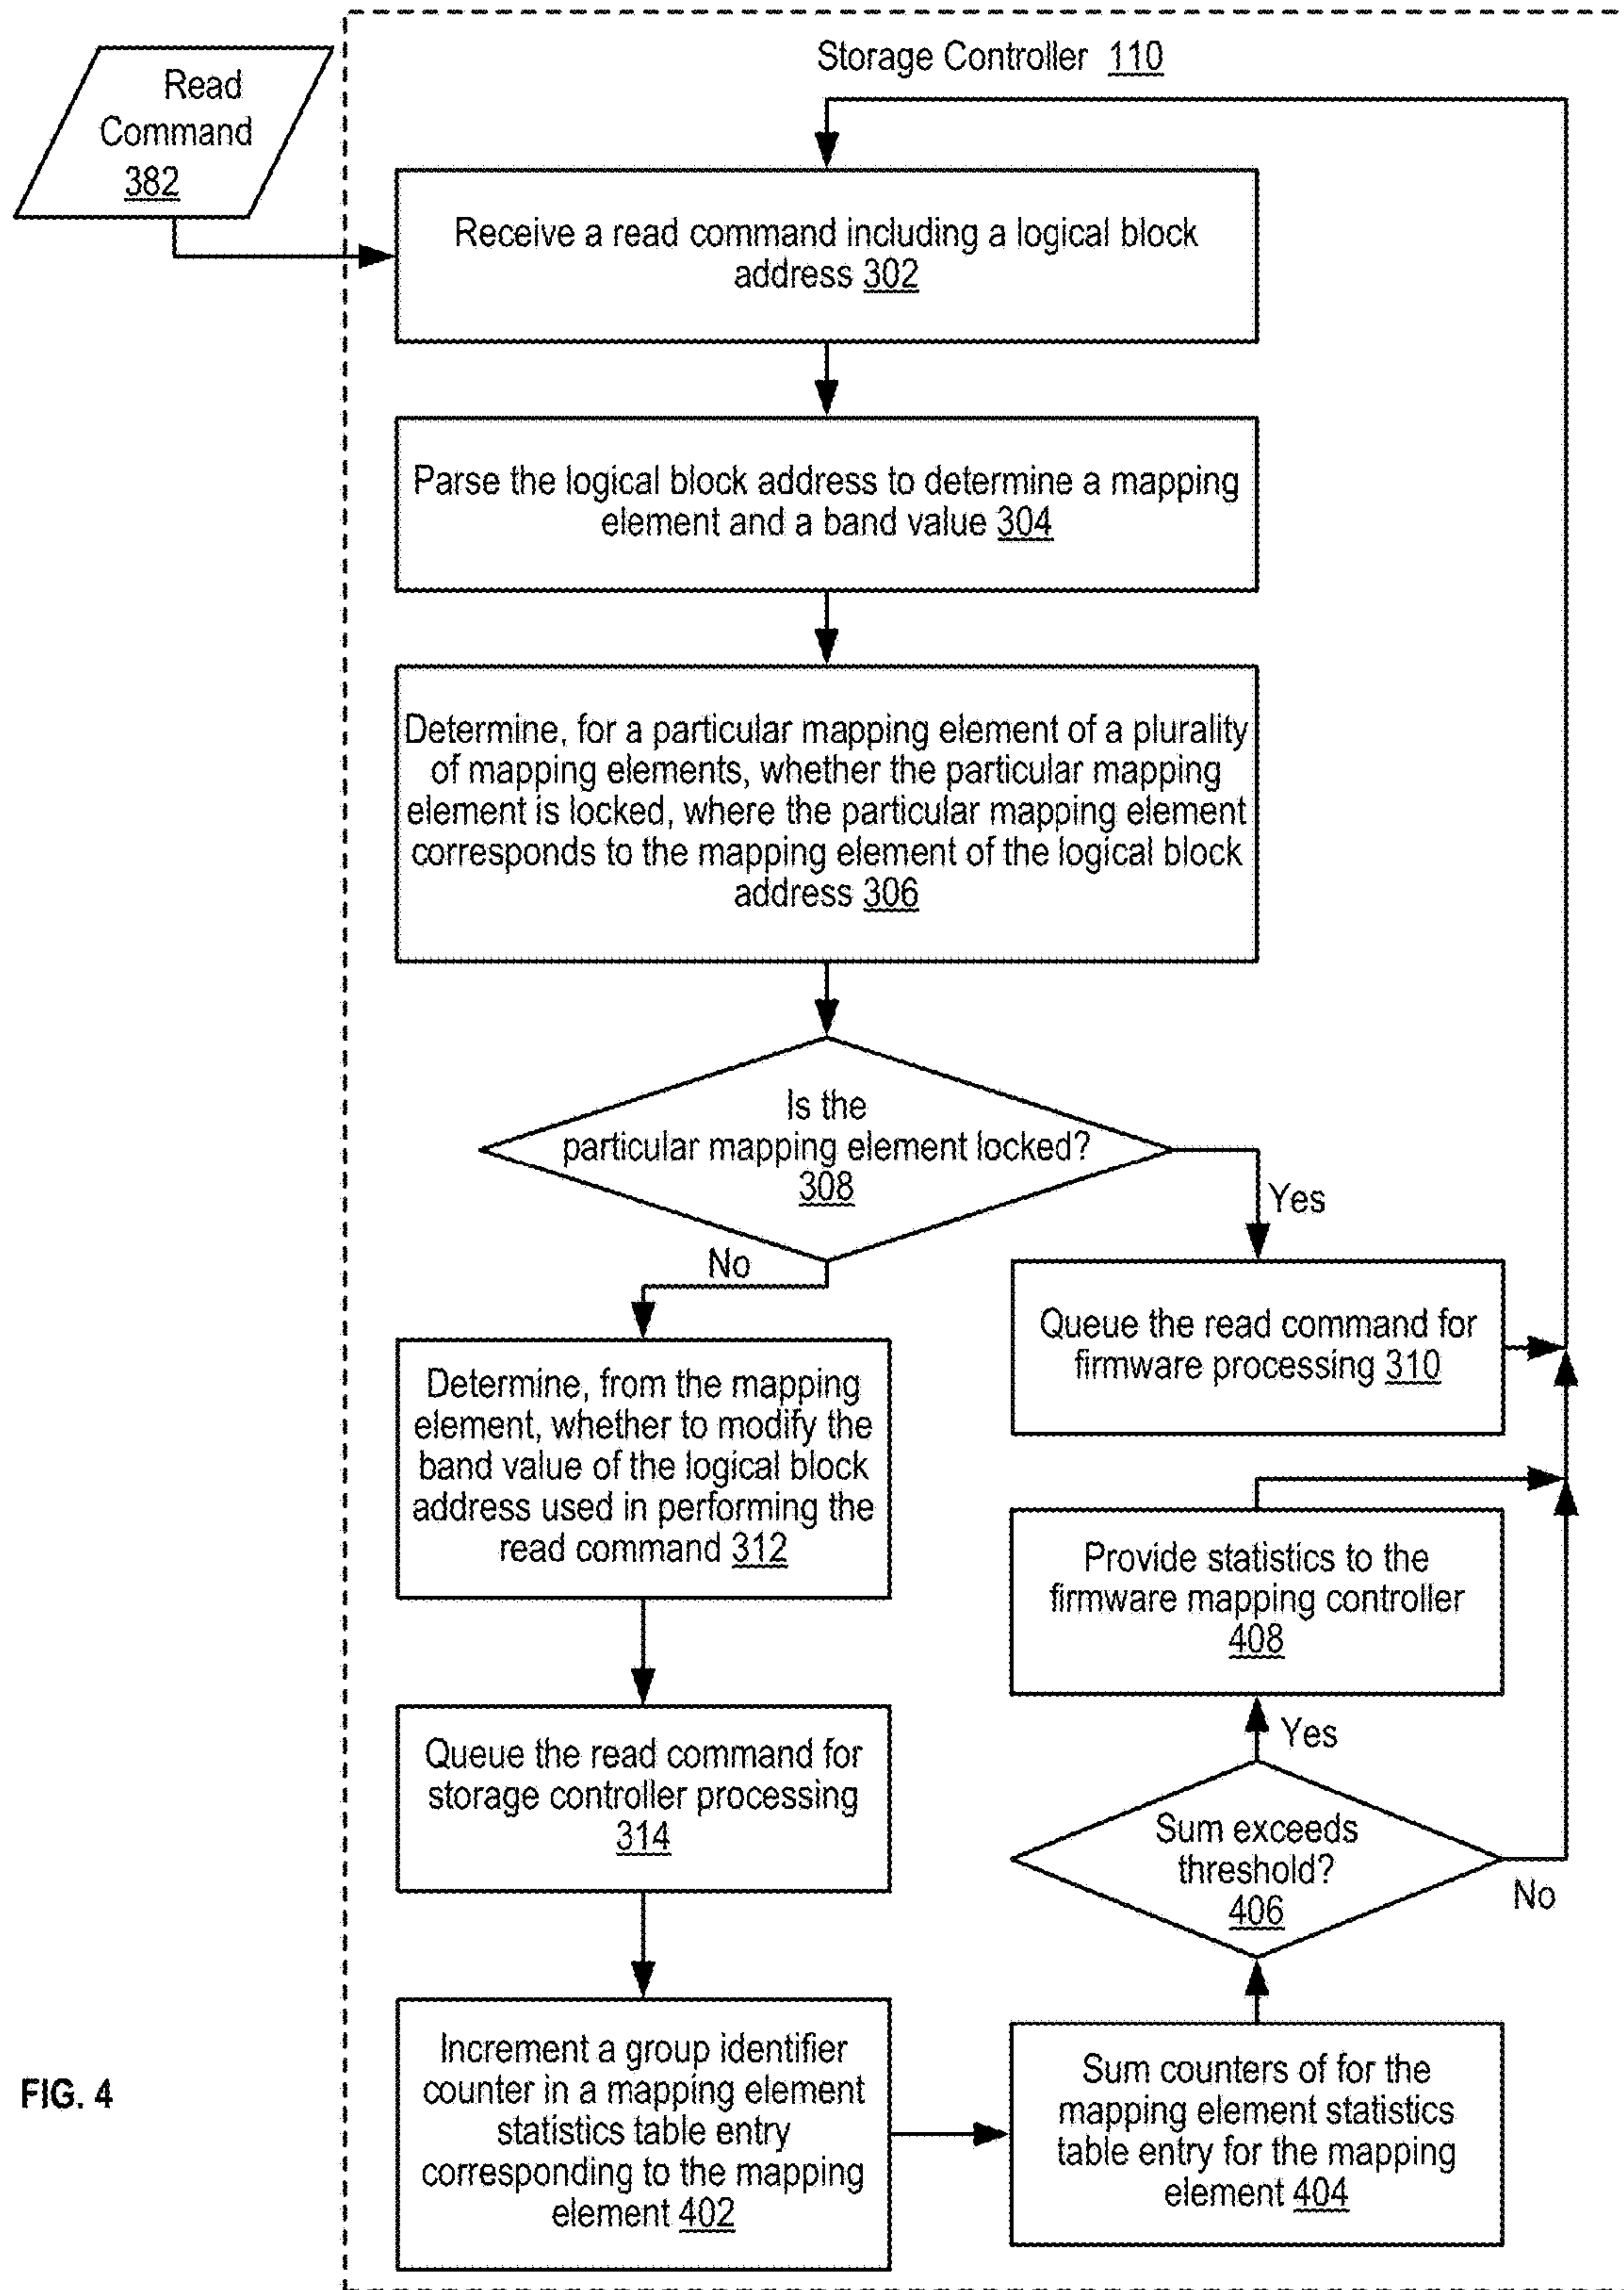 Storage Controller 110
Read
Command
382
Receive a read command including a logical block
address 302
Parse the logical block address to determine a mapping
element and a band value 304
Determine, for a particular mapping element of a plurality
of mapping elements, whether the particular mapping
element is locked, where the particular mapping element
corresponds to the mapping element of the logical block
address 306
Is the
particular mapping element locked?
308
Yes
No
Queue the read command for
firmware processing 310
Determine, from the mapping
element, whether to modify the
band value of the logical block
address used in performing the
read command 312
Provide statistics to the
firmware mapping controller
408
Yes
Queue the read command for
storage controller processing
314
Sum exceeds
threshold?
406
No
Increment a group identifier
counter in a mapping element
statistics table entry
corresponding to the mapping
element 402
Sum counters of for the
mapping element statistics
table entry for the mapping
element 404
FIG. 4